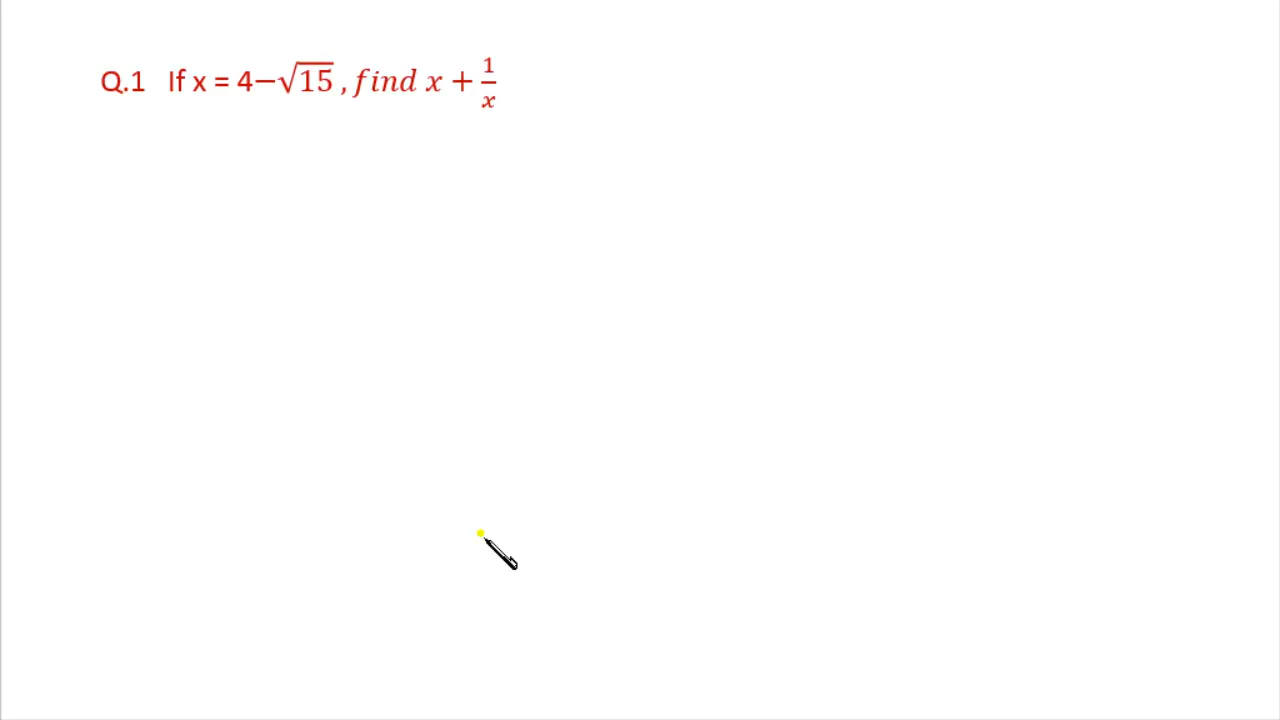 Q.1 If x = 4−√15 , find x + 1/x